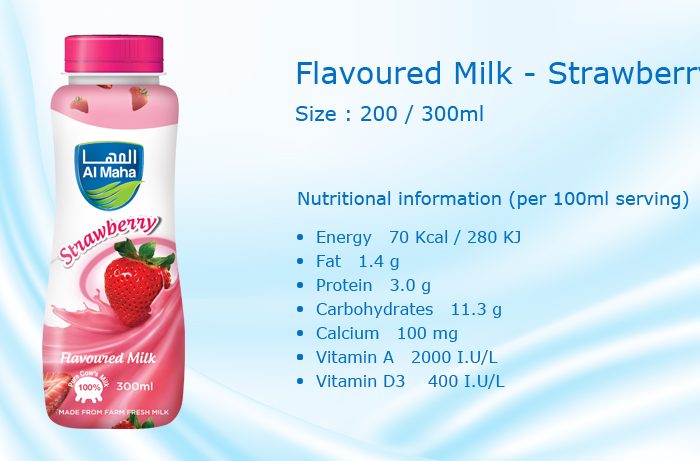 المها
Al Maha
Strawberry
Flavoured Milk
Pure Cow's Milk
100%
300ml
MADE FROM FARM FRESH MILK
Flavoured Milk - Strawberry
Size : 200 / 300ml
Nutritional information (per 100ml serving)
Energy 70 Kcal / 280 KJ
Fat 1.4 g
Protein 3.0 g
Carbohydrates 11.3 g
Calcium 100 mg
Vitamin A 2000 I.U/L
Vitamin D3 400 I.U/L